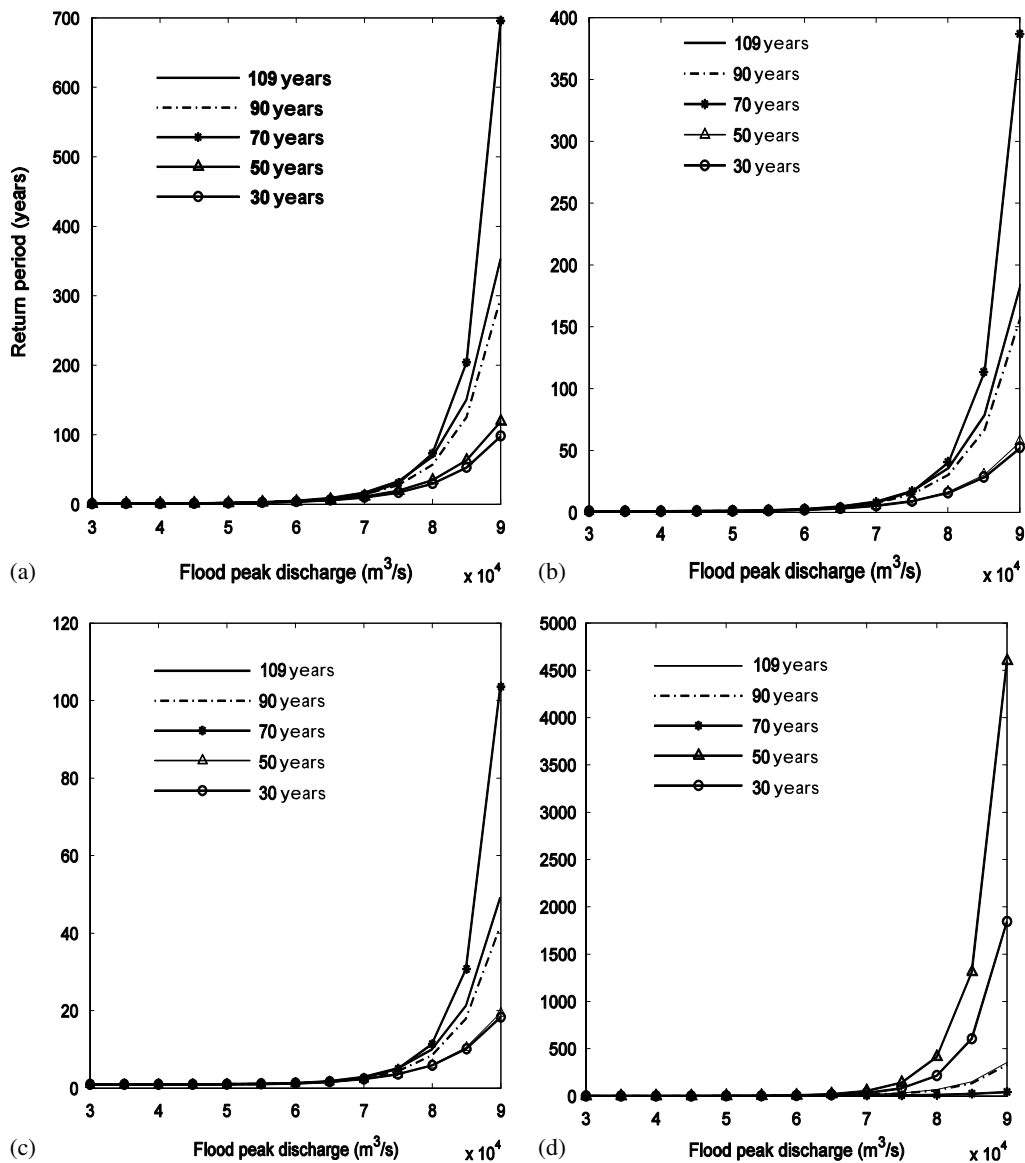 700
600
500
400
300
200
100
0
Return period (years)
109 years
90 years
70 years
50 years
30 years
3 4 5 6 7 8 9
(a) Flood peak discharge (m³/s) x 10⁴
400
350
300
250
200
150
100
50
0
109 years
90 years
70 years
50 years
30 years
3 4 5 6 7 8 9
(b) Flood peak discharge (m³/s) x 10⁴
120
100
80
60
40
20
0
109 years
90 years
70 years
50 years
30 years
3 4 5 6 7 8 9
(c) Flood peak discharge (m³/s) x 10⁴
5000
4500
4000
3500
3000
2500
2000
1500
1000
500
0
109 years
90 years
70 years
50 years
30 years
3 4 5 6 7 8 9
(d) Flood peak discharge (m³/s) x 10⁴